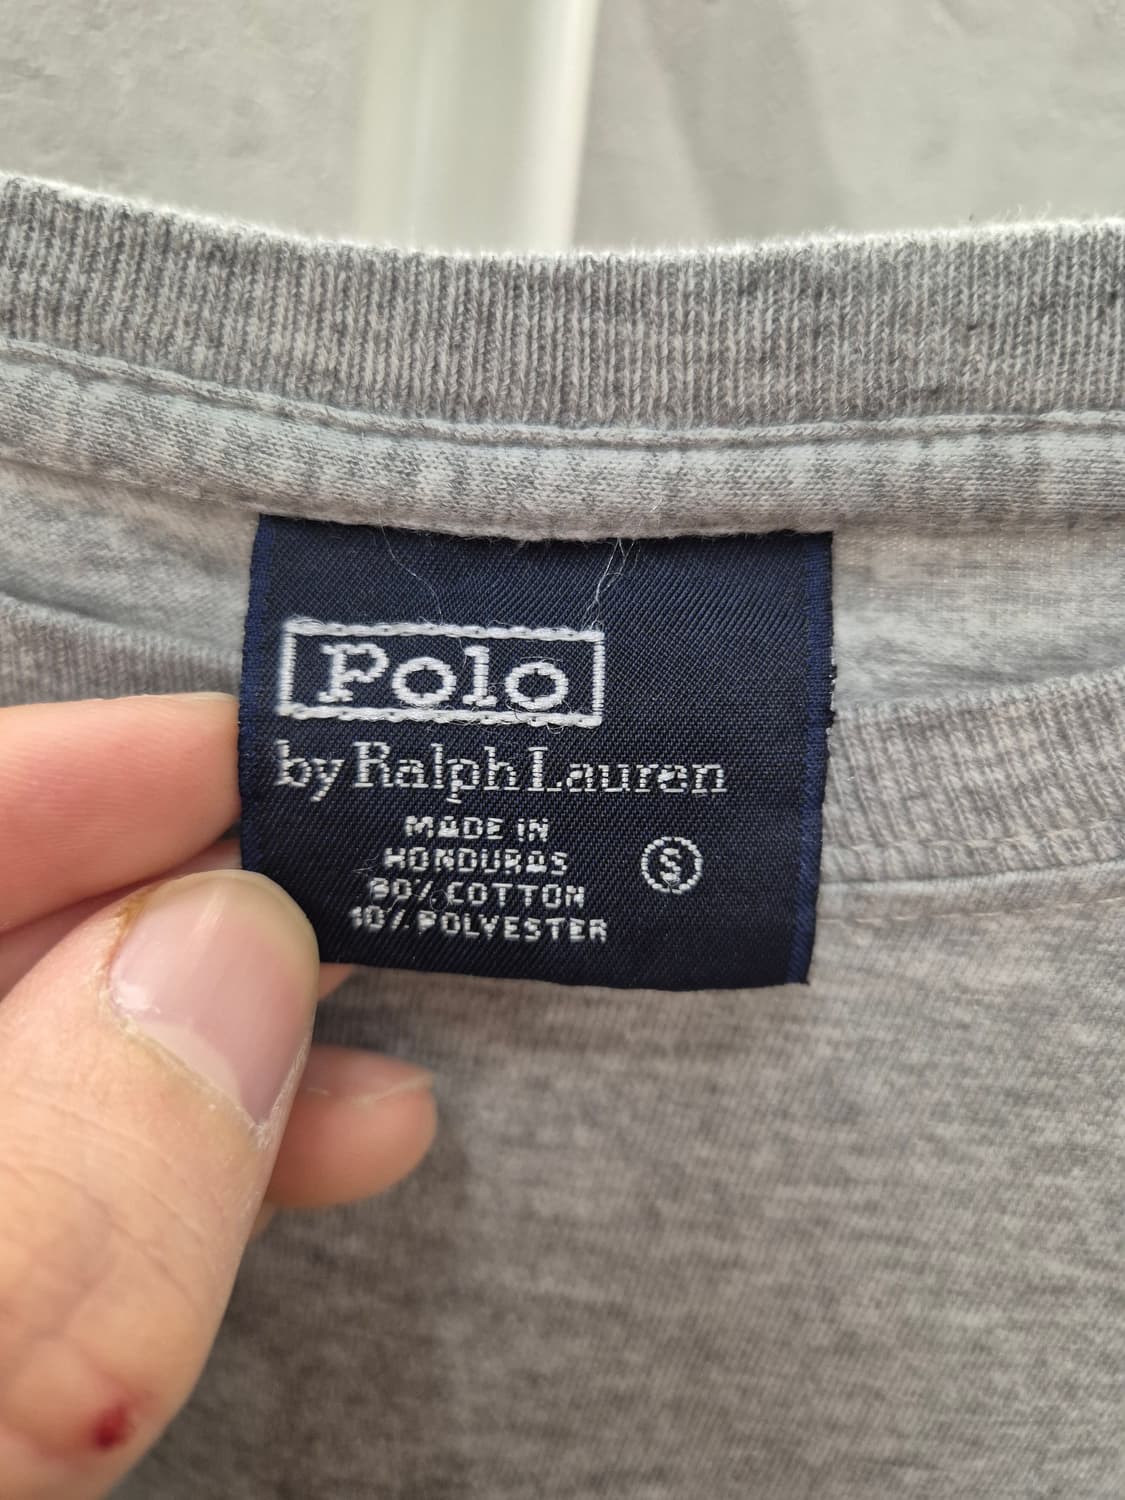 Polo
by Ralph Lauren
MADE IN
HONDURAS
90% COTTON
10% POLYESTER
S